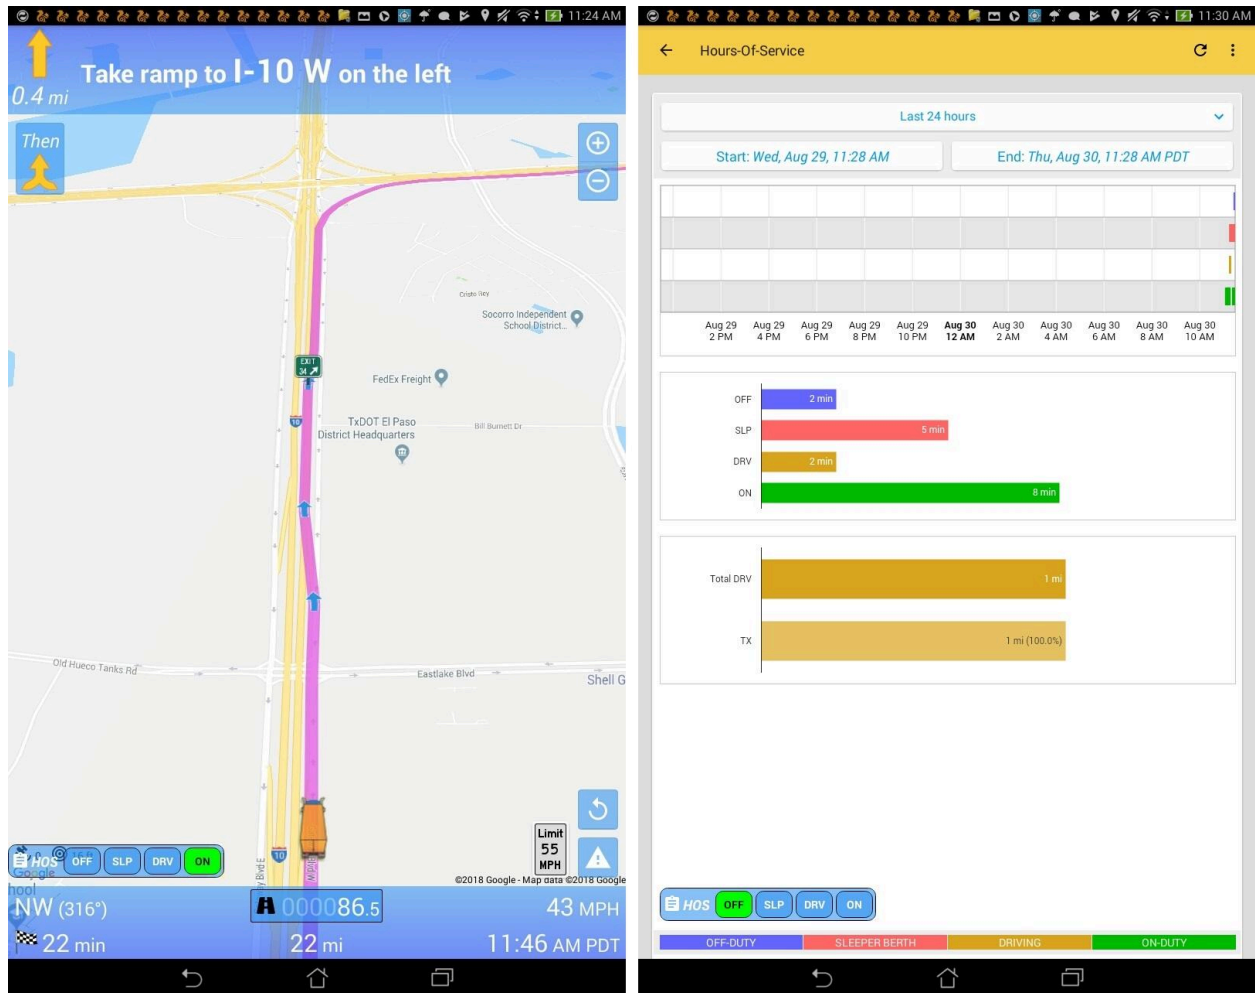 11:24 AM
Take ramp to I-10 W on the left
0.4 mi
Then
Cristo Rey
Socorro Independent
School District...
EXIT
34
FedEx Freight
10
TxDOT El Paso
District Headquarters
Bill Burnett Dr
Old Hueco Tanks Rd
Eastlake Blvd
Shell G
Limit
55
MPH
HOS OFF SLP DRV ON
10
Google
©2018 Google - Map data ©2018 Google
hool
NW (316°)
000086.5
43 MPH
22 min
22 mi
11:46 AM PDT
11:30 AM
Hours-Of-Service
Last 24 hours
Start: Wed, Aug 29, 11:28 AM
End: Thu, Aug 30, 11:28 AM PDT
Aug 29 Aug 29 Aug 29 Aug 29 Aug 29 Aug 30 Aug 30 Aug 30 Aug 30 Aug 30 Aug 30
2 PM 4 PM 6 PM 8 PM 10 PM 12 AM 2 AM 4 AM 6 AM 8 AM 10 AM
OFF 2 min
SLP 5 min
DRV 2 min
ON 8 min
Total DRV 1 mi
TX 1 mi (100.0%)
HOS OFF SLP DRV ON
OFF-DUTY SLEEPER BERTH DRIVING ON-DUTY